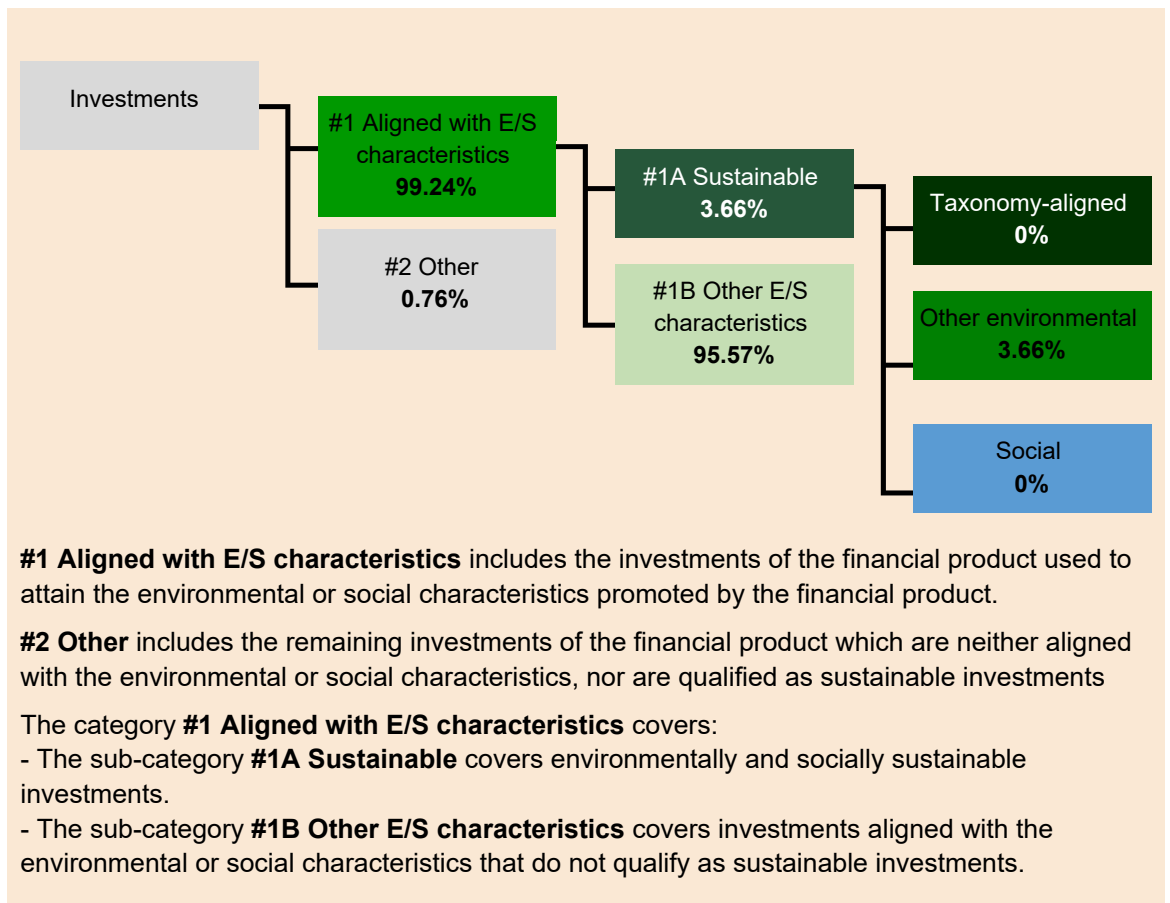 Investments
#1 Aligned with E/S
characteristics
99.24%
#2 Other
0.76%
#1A Sustainable
3.66%
#1B Other E/S
characteristics
95.57%
Taxonomy-aligned
0%
Other environmental
3.66%
Social
0%
#1 Aligned with E/S characteristics includes the investments of the financial product used to
attain the environmental or social characteristics promoted by the financial product.
#2 Other includes the remaining investments of the financial product which are neither aligned
with the environmental or social characteristics, nor are qualified as sustainable investments
The category #1 Aligned with E/S characteristics covers:
- The sub-category #1A Sustainable covers environmentally and socially sustainable
investments.
- The sub-category #1B Other E/S characteristics covers investments aligned with the
environmental or social characteristics that do not qualify as sustainable investments.